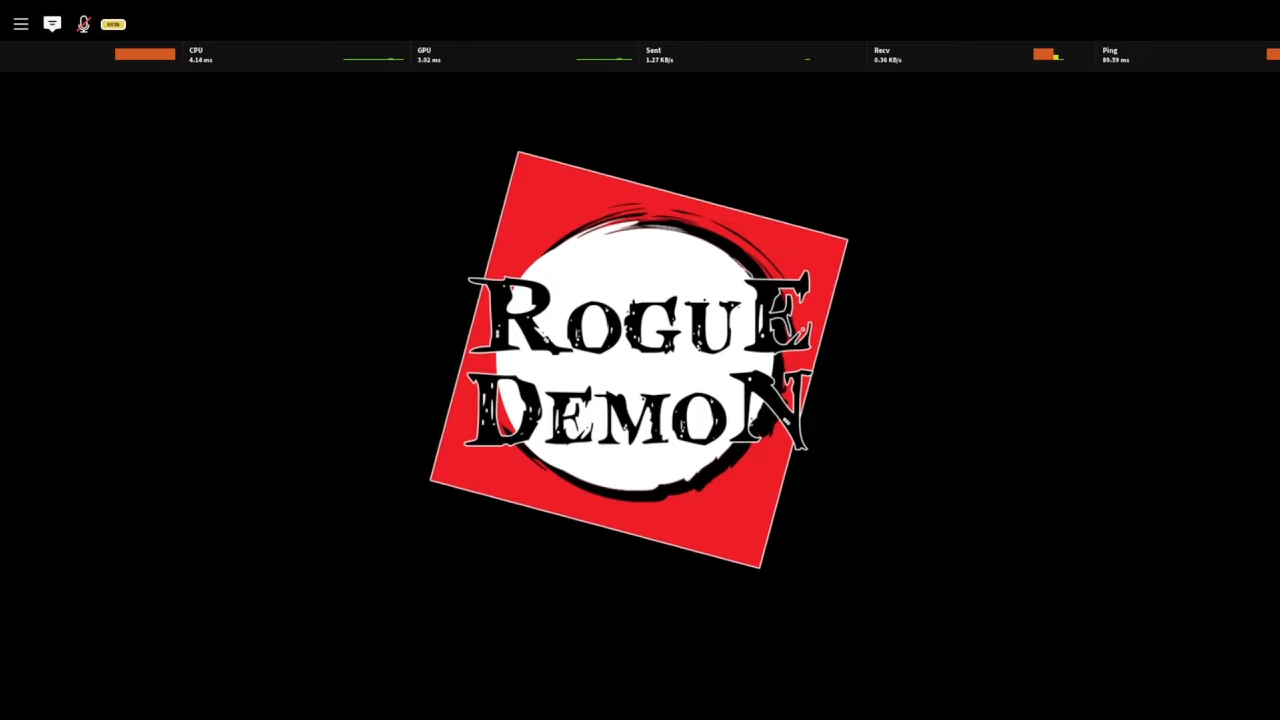 BETA
CPU
4.14 ms
GPU
3.02 ms
Sent
1.27 KB/s
Recv
0.36 KB/s
Ping
89.59 ms
ROGUE
DEMON